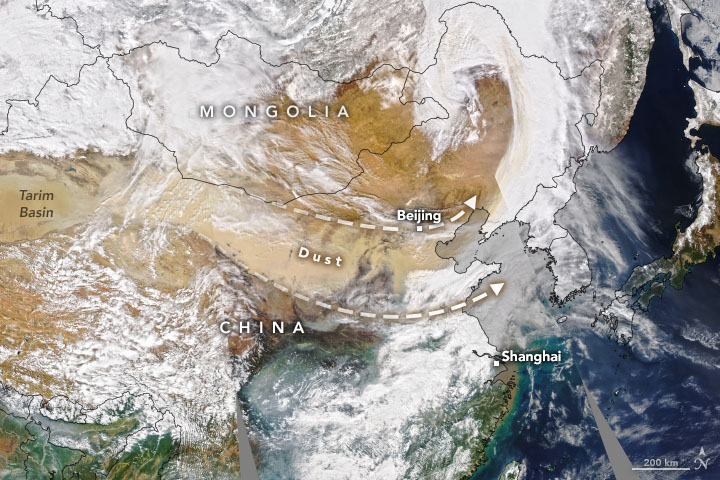 MONGOLIA
Tarim
Basin
Beijing
Dust
CHINA
Shanghai
200 km
N